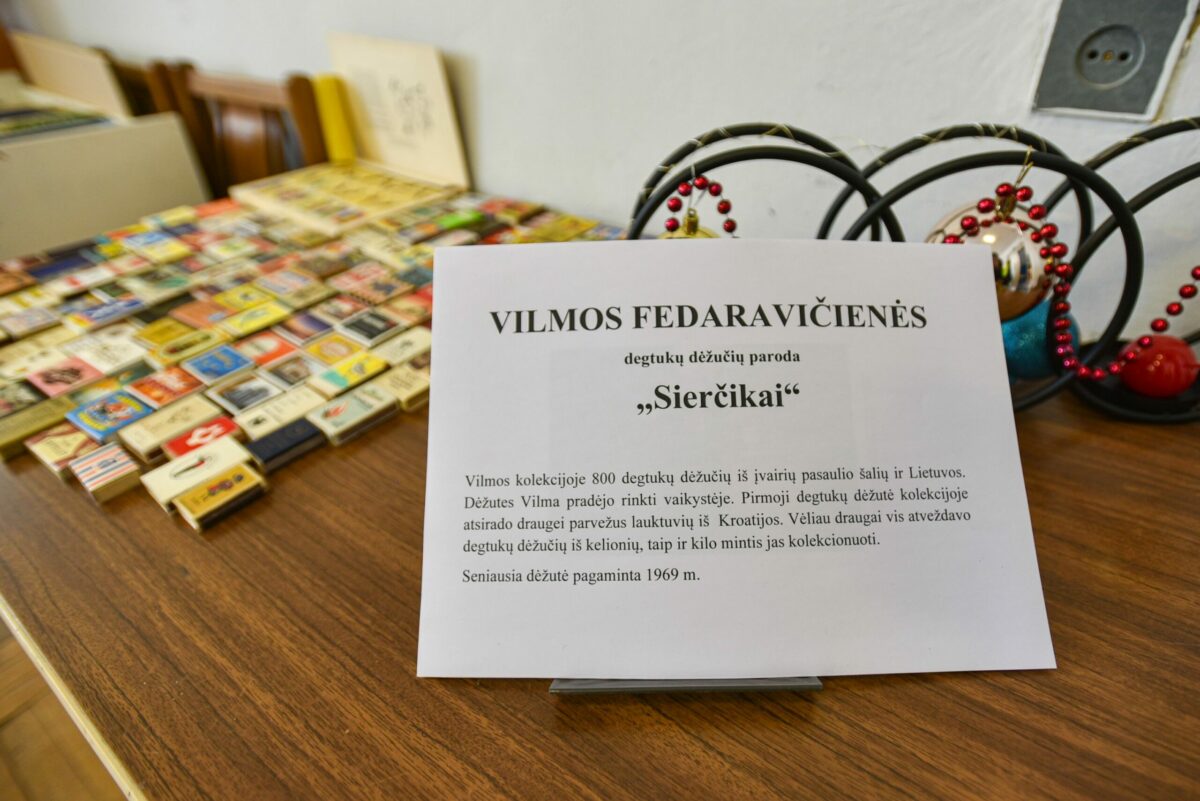 VILMOS FEDARAVIČIENĖS
degtukų dėžučių paroda
„Sierčikai“
Vilmos kolekcijoje 800 degtukų dėžučių iš įvairių pasaulio šalių ir Lietuvos.
Dėžutes Vilma pradėjo rinkti vaikystėje. Pirmoji degtukų dėžutė kolekcijoje
atsirado draugei parvežus lauktuvių iš Kroatijos. Vėliau draugai vis atveždavo
degtukų dėžučių iš kelionių, taip ir kilo mintis jas kolekcionuoti.
Seniausia dėžutė pagaminta 1969 m.